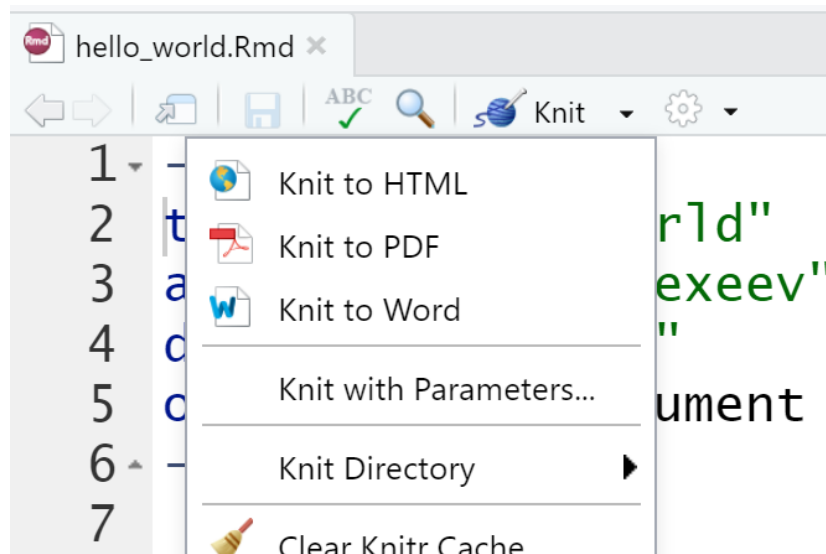 Rmd hello_world.Rmd
ABC Knit
1 -
2 t rld"
3 a exeev"
4 d "
5 o ument
6 -
7
Knit to HTML
Knit to PDF
W Knit to Word
Knit with Parameters...
Knit Directory
Clear Knitr Cache